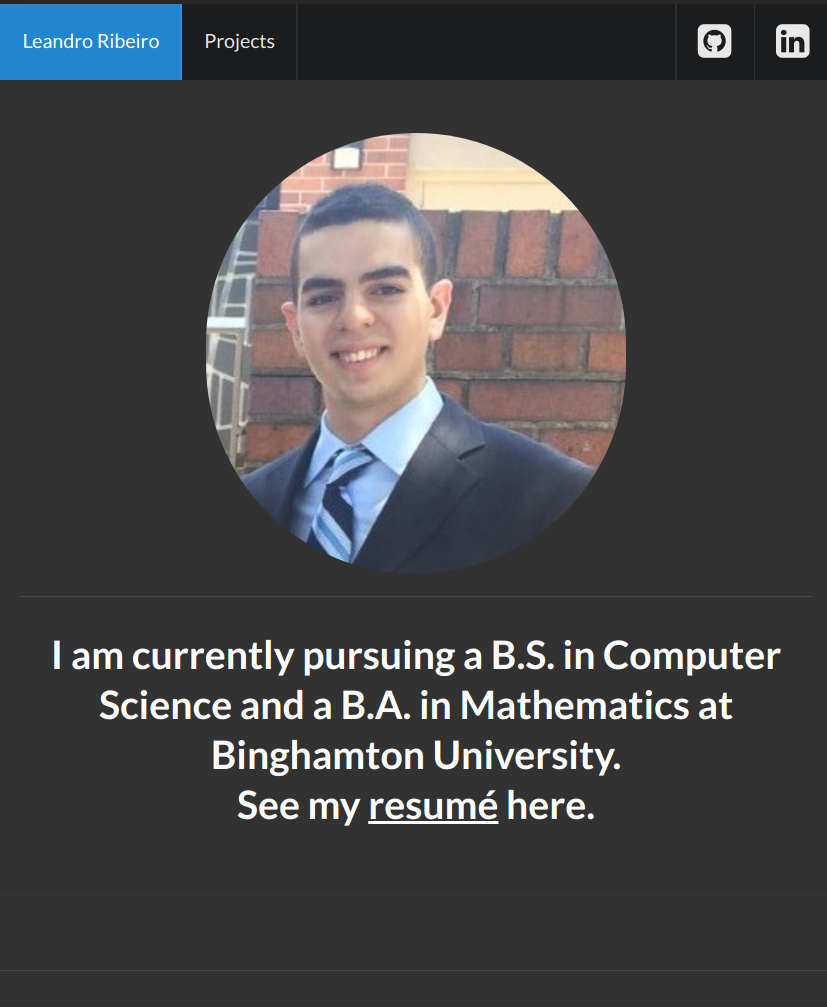 Leandro Ribeiro
Projects
in
I am currently pursuing a B.S. in Computer
Science and a B.A. in Mathematics at
Binghamton University.
See my resumé here.